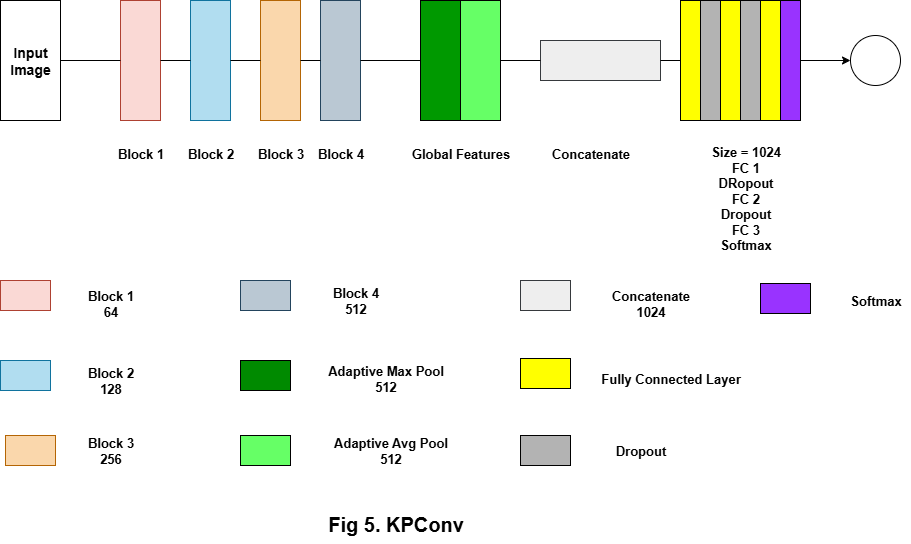 Input
Image
Block 1
Block 2
Block 3
Block 4
Global Features
Concatenate
Size = 1024
FC 1
DRopout
FC 2
Dropout
FC 3
Softmax
Block 1
64
Block 4
512
Concatenate
1024
Softmax
Block 2
128
Adaptive Max Pool
512
Fully Connected Layer
Block 3
256
Adaptive Avg Pool
512
Dropout
Fig 5. KPConv